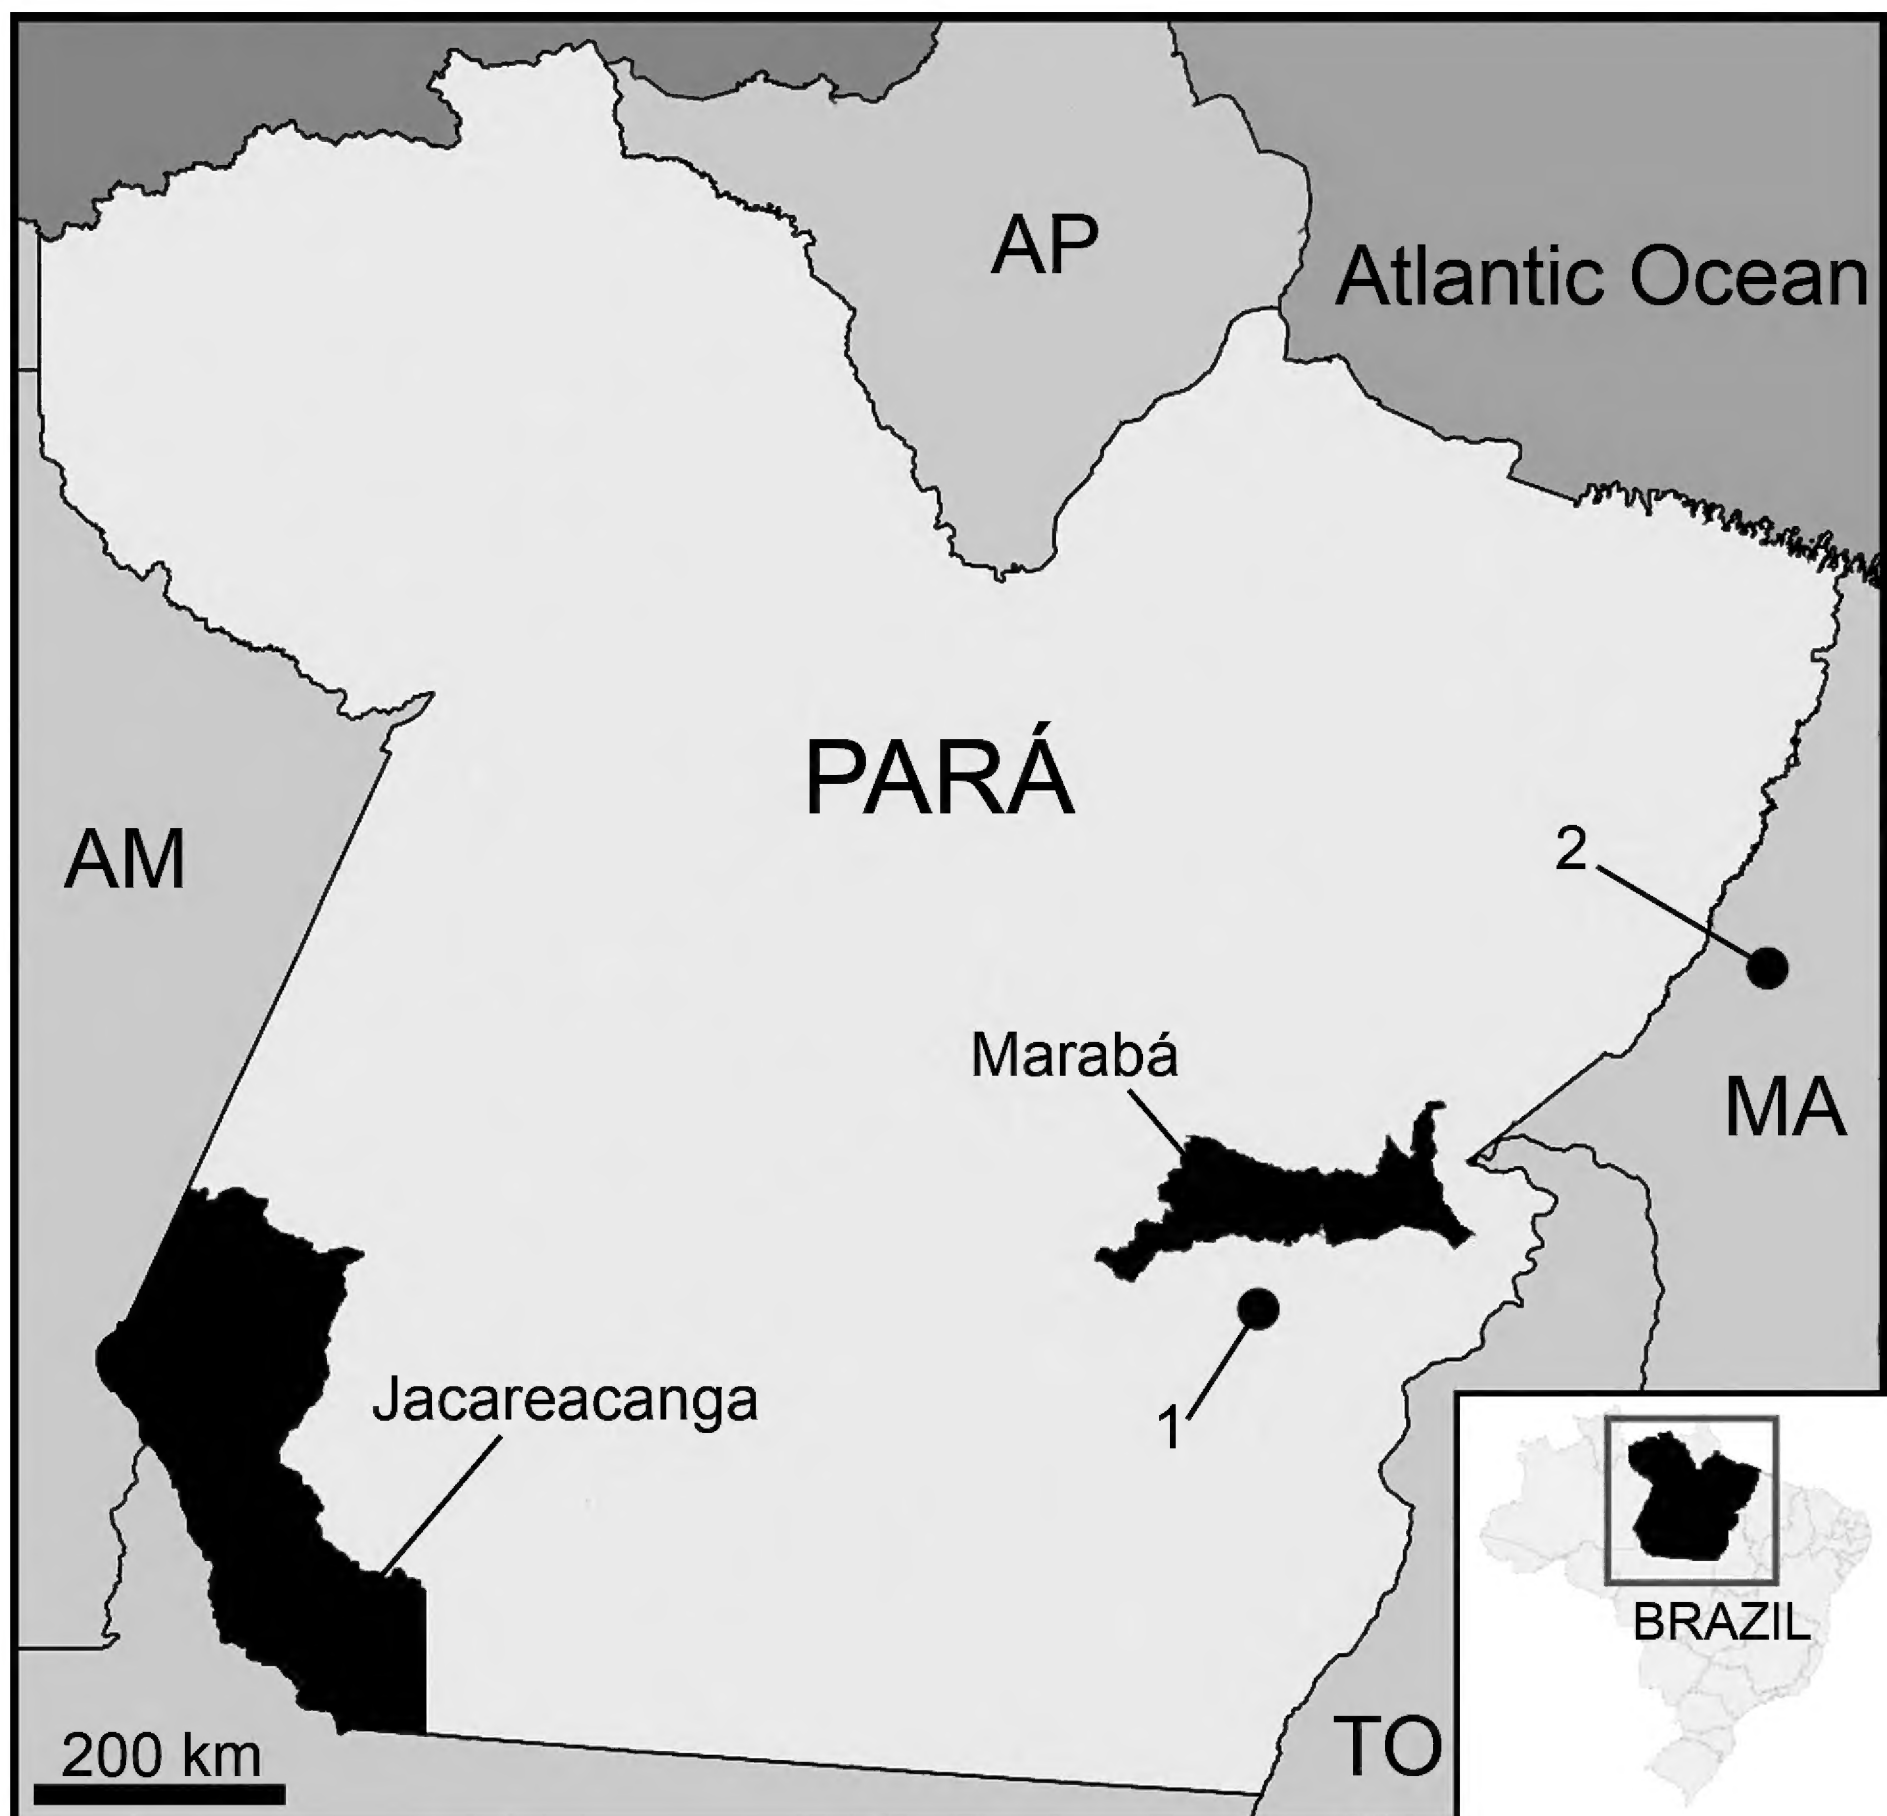 AP
Atlantic Ocean
PARÁ
AM
2
Marabá
MA
Jacareacanga
1
BRAZIL
TO
200 km